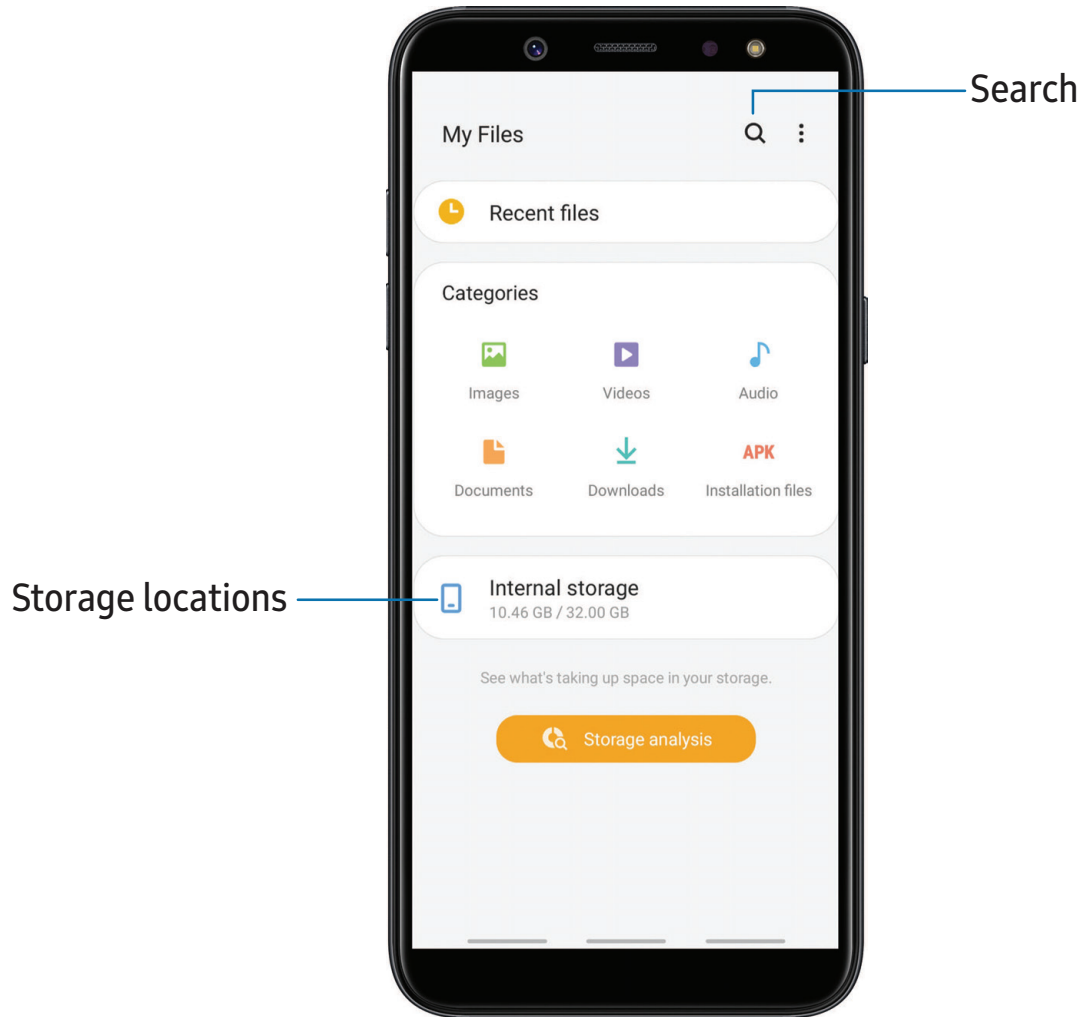 Search
My Files
Recent files
Categories
Images Videos Audio
APK
Documents Downloads Installation files
Storage locations
Internal storage
10.46 GB / 32.00 GB
See what's taking up space in your storage.
Storage analysis